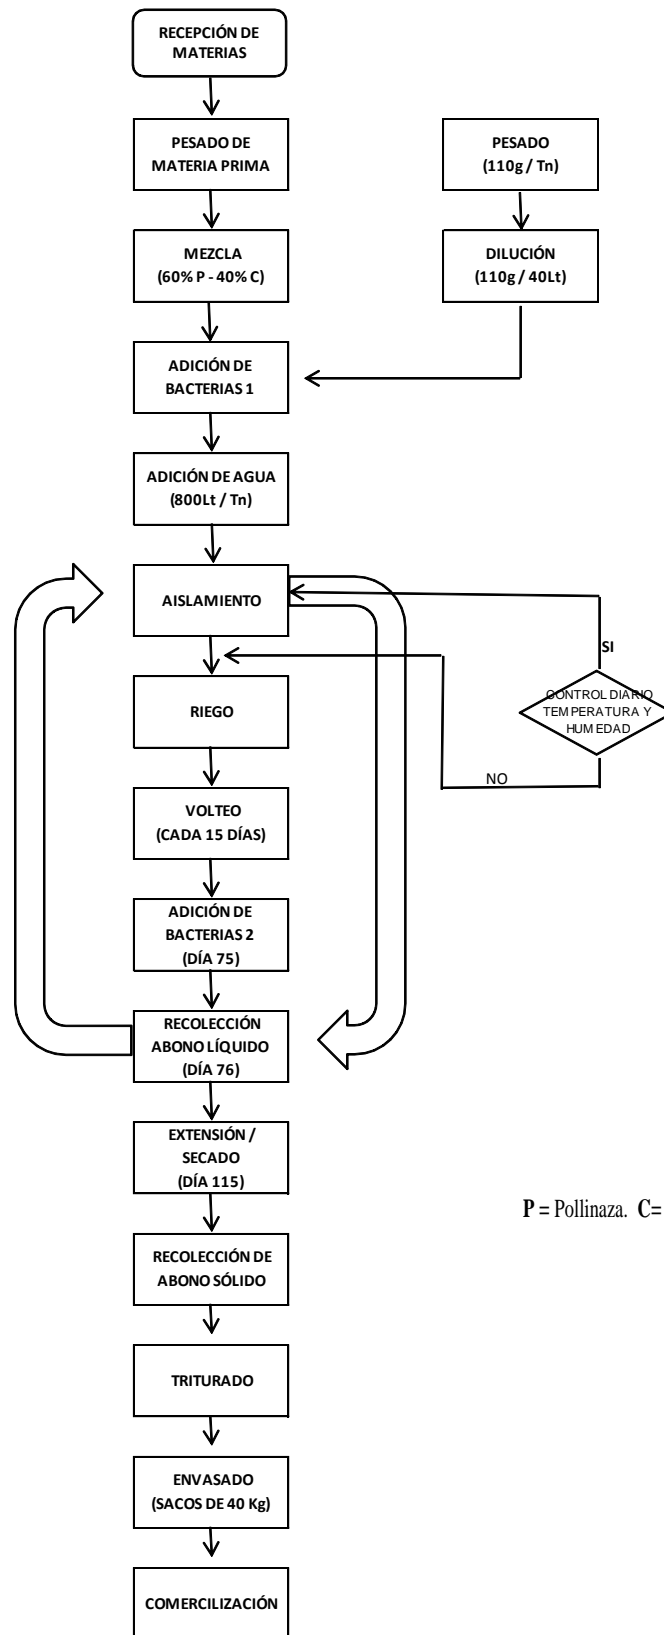 RECEPCIÓN DE
MATERIAS
PESADO DE
MATERIA PRIMA
PESADO
(110g / Tn)
MEZCLA
(60% P - 40% C)
DILUCIÓN
(110g / 40Lt)
ADICIÓN DE
BACTERIAS 1
ADICIÓN DE AGUA
(800Lt / Tn)
AISLAMIENTO
SI
RIEGO
CONTROL DIARIO
TEMPERATURA Y
HUMEDAD
NO
VOLTEO
(CADA 15 DÍAS)
ADICIÓN DE
BACTERIAS 2
(DÍA 75)
RECOLECCIÓN
ABONO LÍQUIDO
(DÍA 76)
EXTENSIÓN /
SECADO
(DÍA 115)
P = Pollinaza. C=
RECOLECCIÓN DE
ABONO SÓLIDO
TRITURADO
ENVASADO
(SACOS DE 40 Kg)
COMERCILIZACIÓN